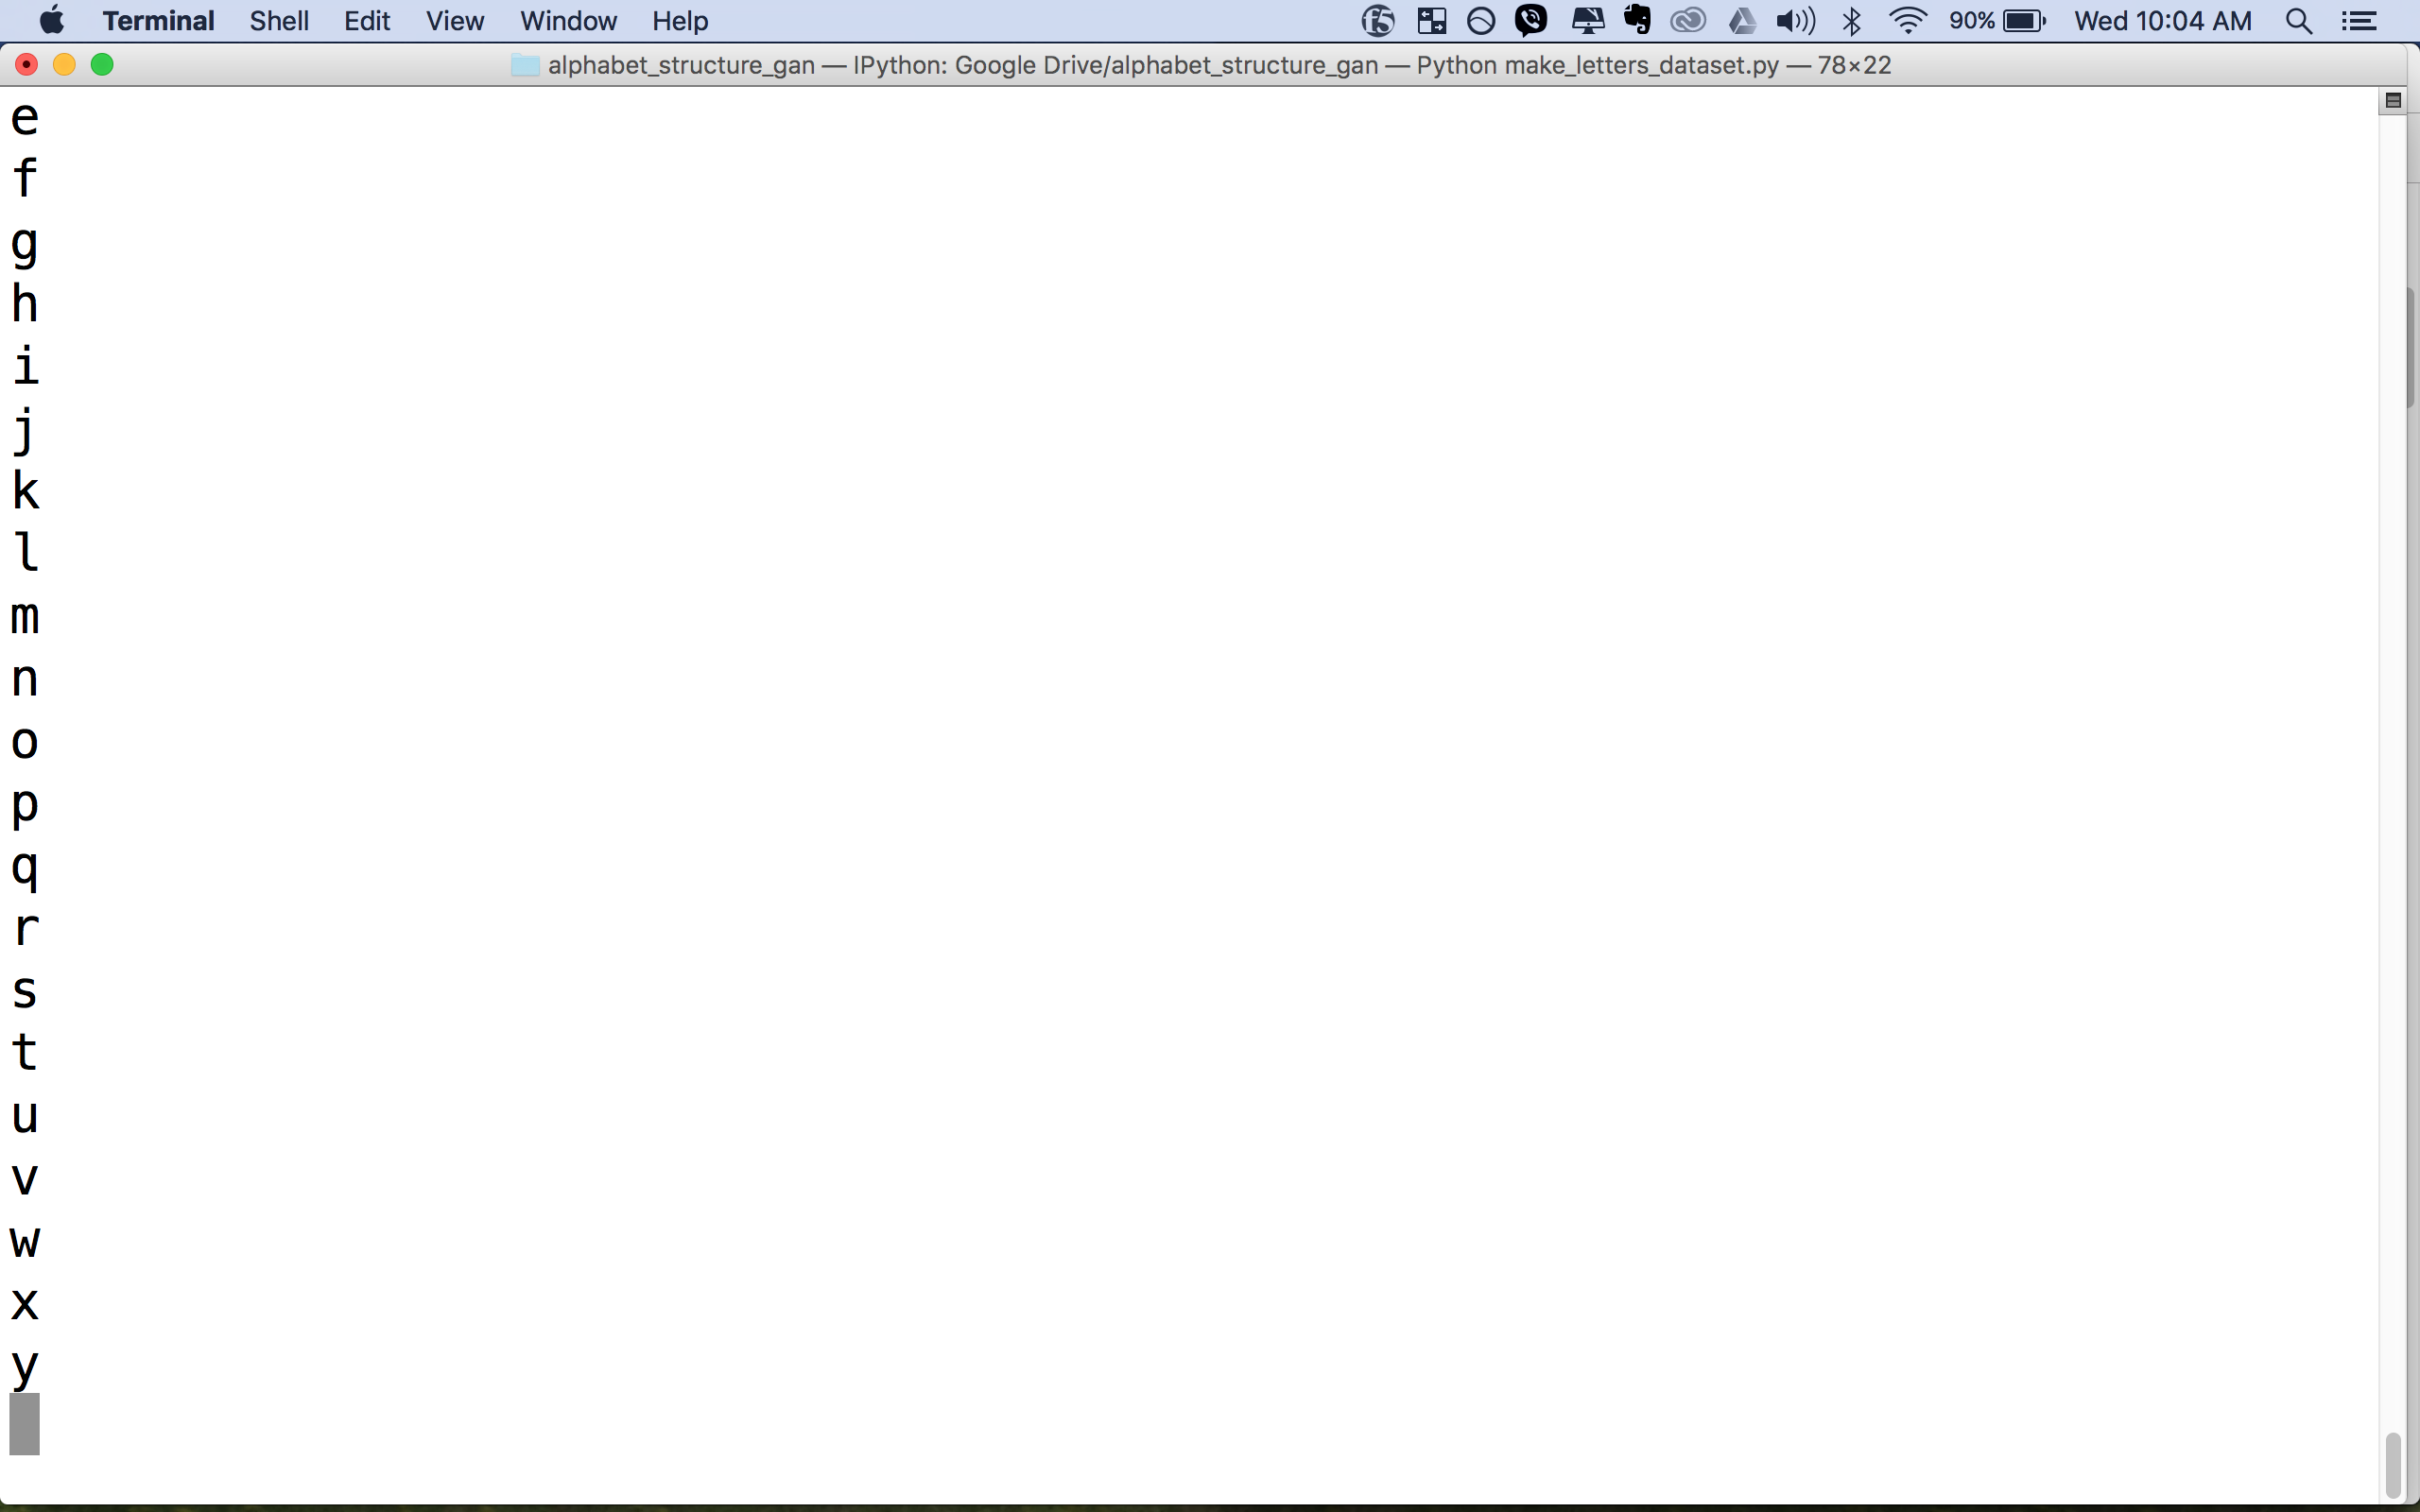 Terminal Shell Edit View Window Help f5 90% Wed 10:04 AM
alphabet_structure_gan — IPython: Google Drive/alphabet_structure_gan — Python make_letters_dataset.py — 78×22
e
f
g
h
i
j
k
l
m
n
o
p
q
r
s
t
u
v
w
x
y